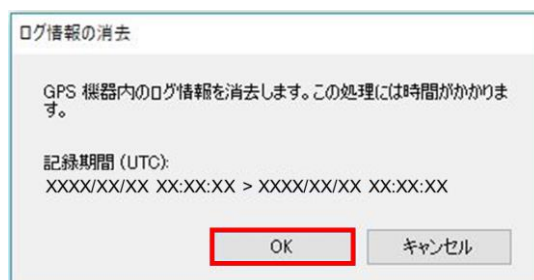 ログ情報の消去
GPS 機器内のログ情報を消去します。この処理には時間がかかりま
す。
記録期間 (UTC):
XXXX/XX/XX XX:XX:XX > XXXX/XX/XX XX:XX:XX
OK
キャンセル